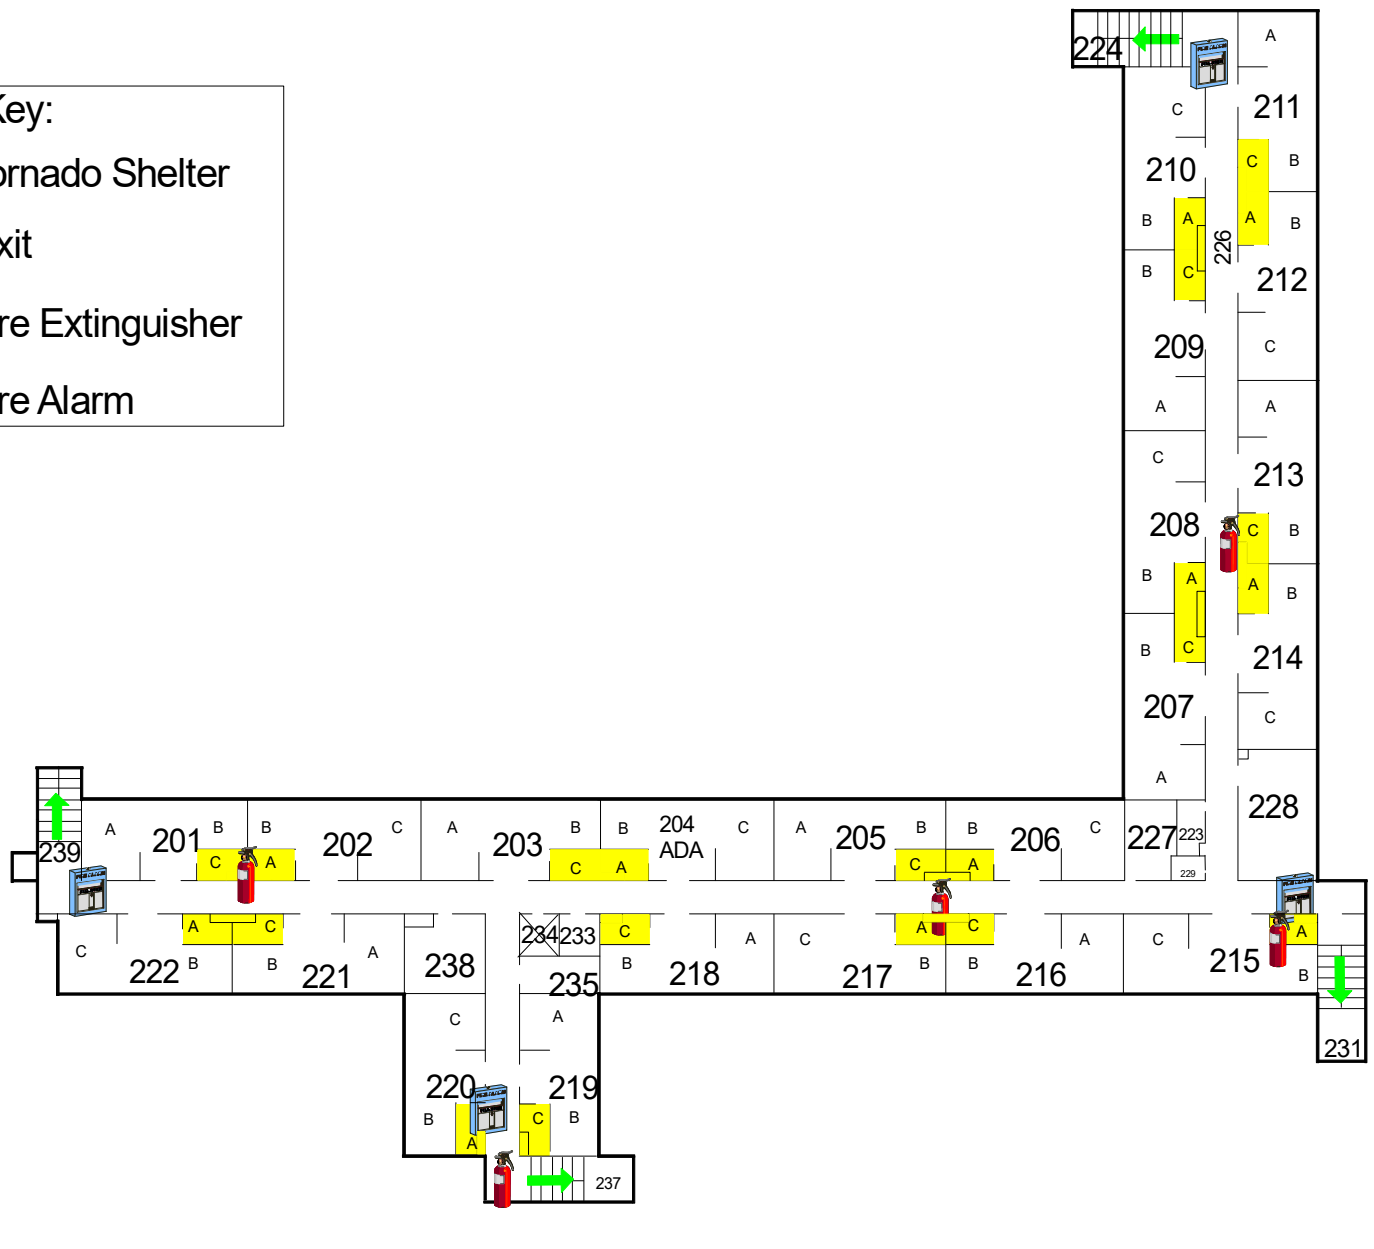 Key:
ornado Shelter
xit
re Extinguisher
re Alarm
224
A
C
211
210
C
B
B
A
226
A
B
B
C
212
209
C
A
A
C
213
208
C
B
B
A
A
B
B
C
214
207
C
A
228
239
A
201
B
B
202
C
A
203
B
B
204
ADA
C
A
205
B
B
206
C
227
223
229
C
A
C
A
C
A
A
C
234
233
C
A
C
A
C
222
B
B
221
A
238
235
B
218
A
C
217
B
B
216
A
C
215
B
C
A
231
220
219
B
A
C
B
237